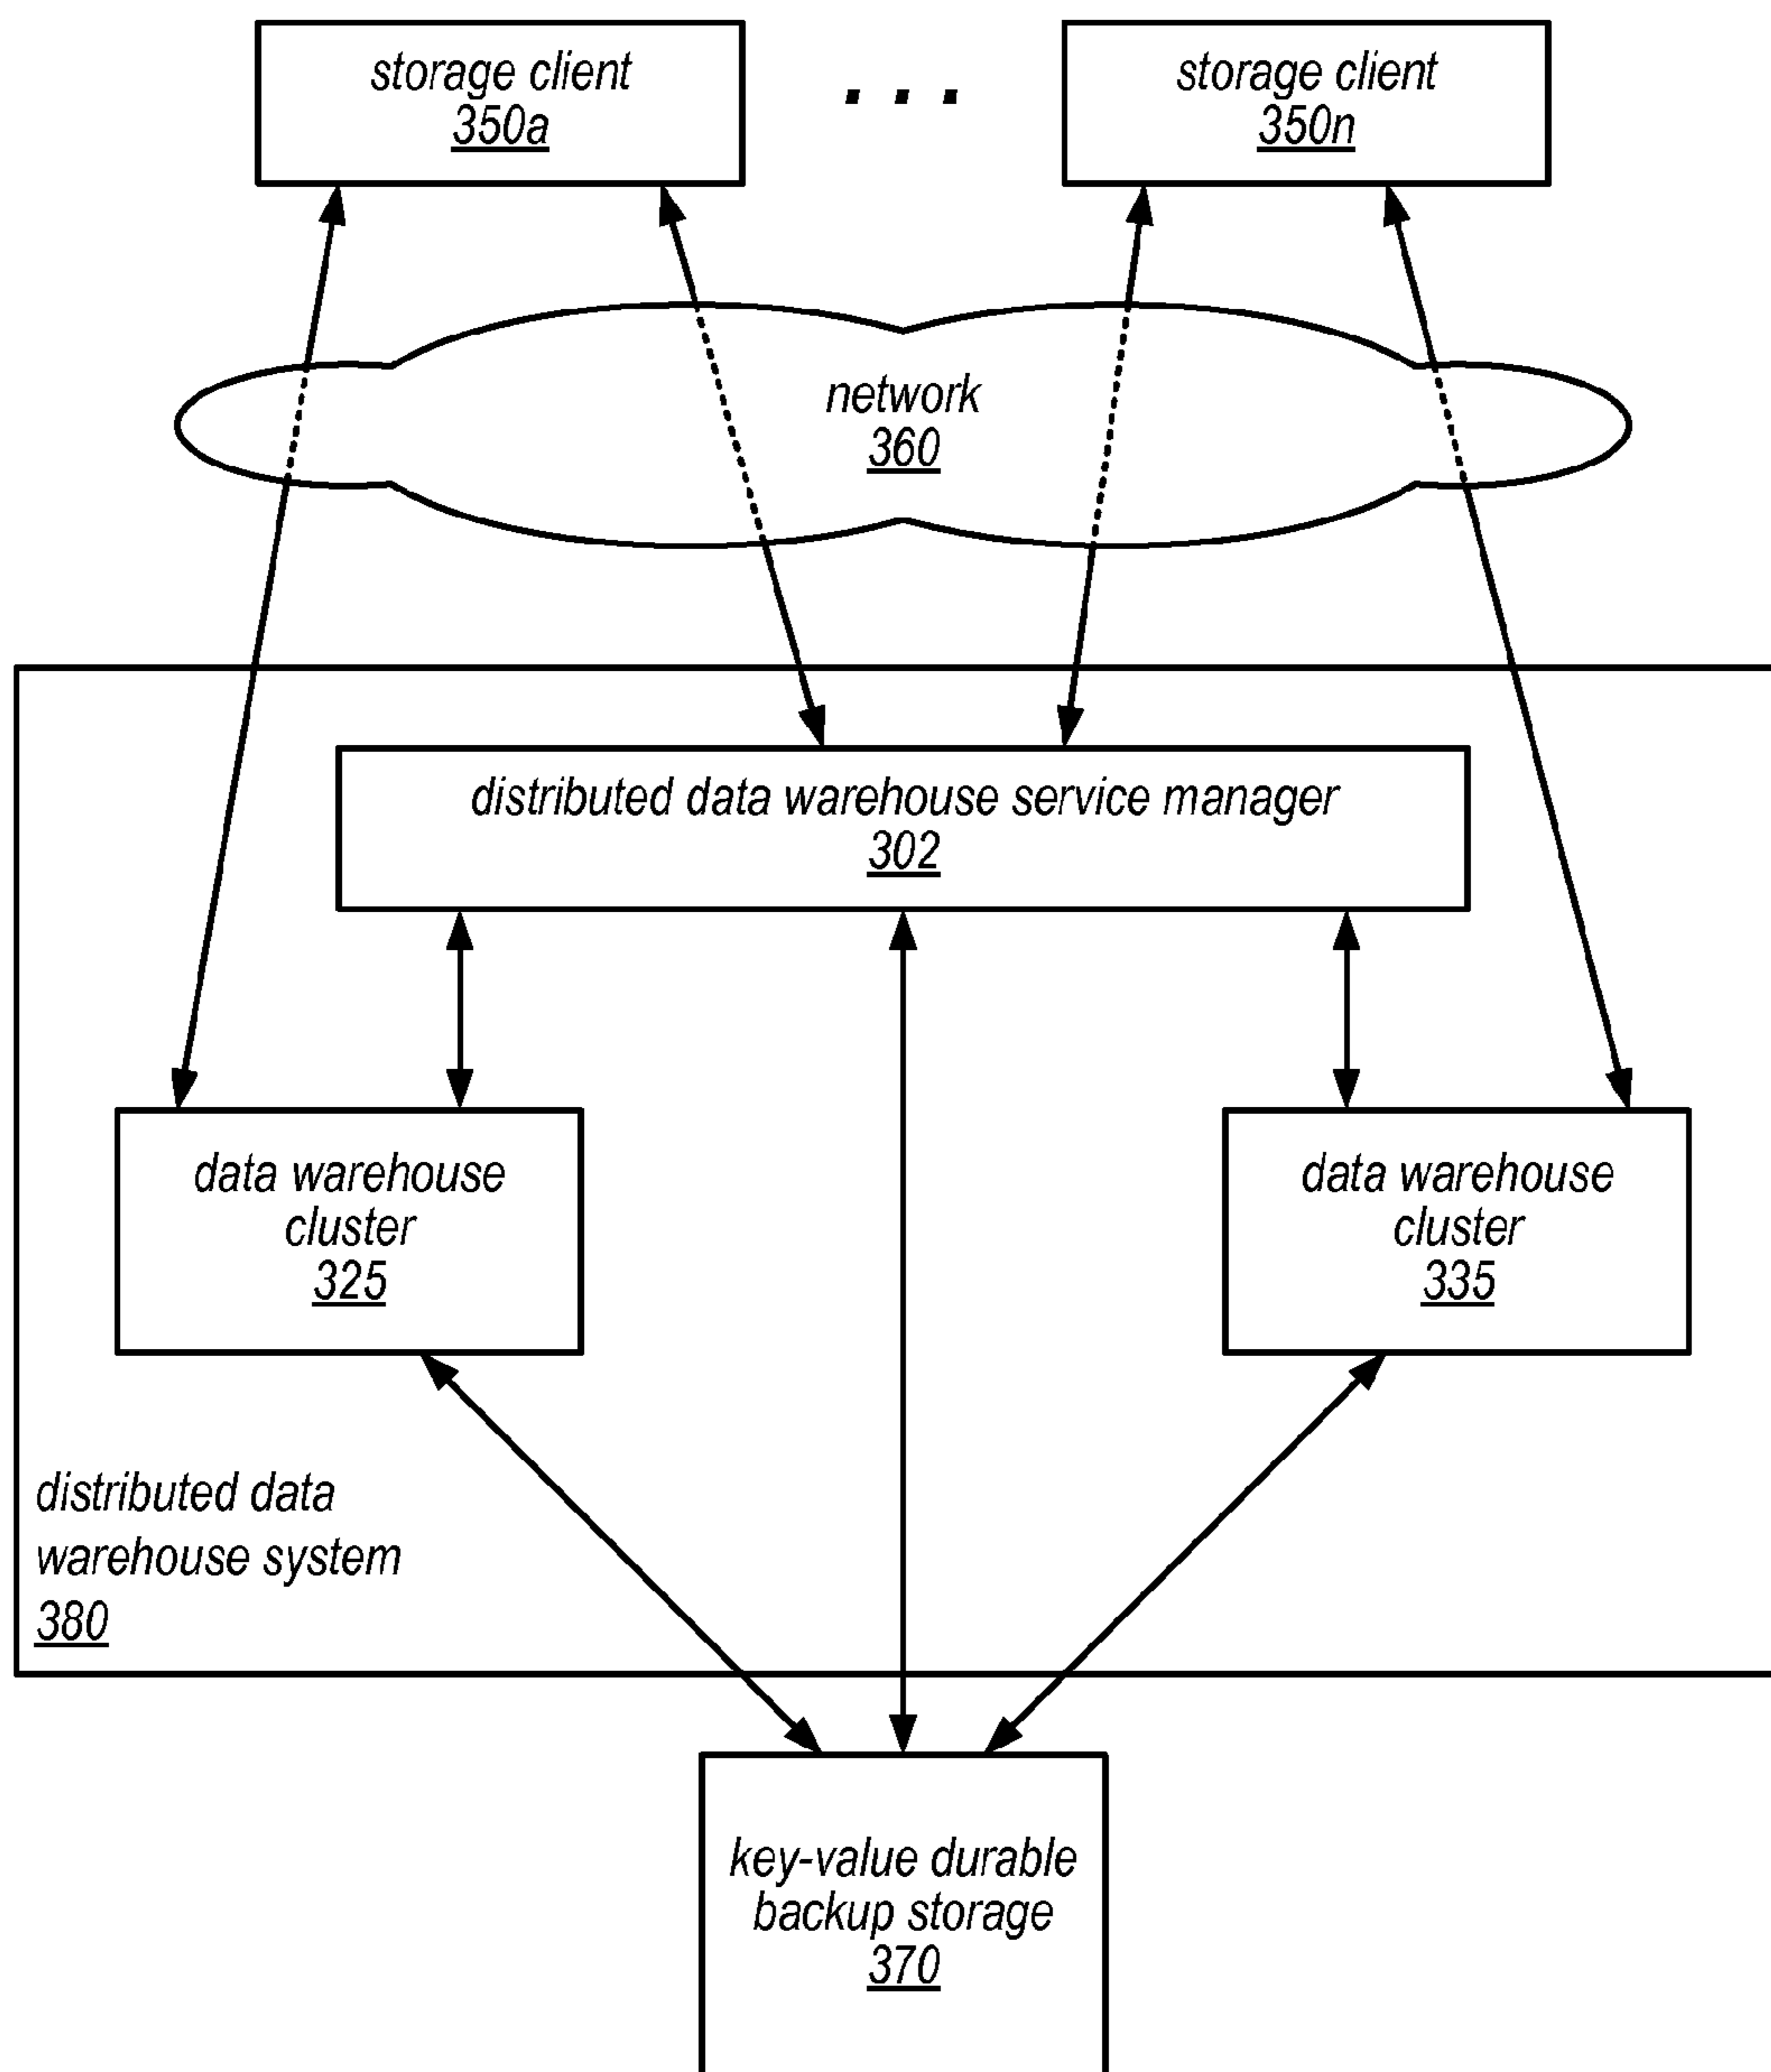 storage client
350a
. . .
storage client
350n
network
360
distributed data warehouse service manager
302
data warehouse
cluster
325
data warehouse
cluster
335
distributed data
warehouse system
380
key-value durable
backup storage
370